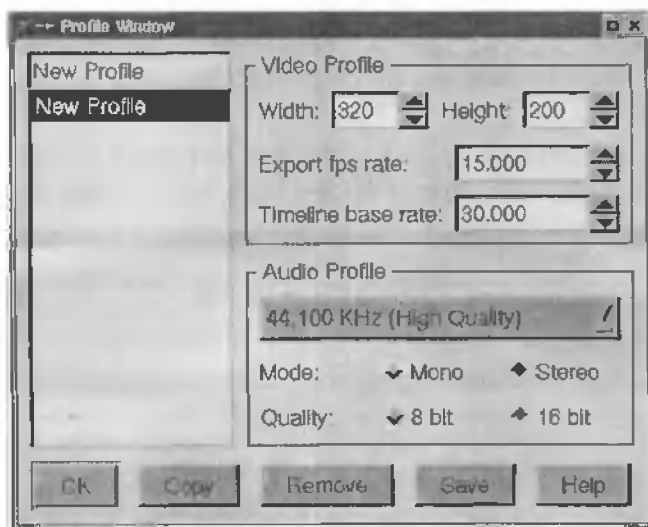 Profile Window
New Profile
New Profile
Video Profile
Width: 320 Height: 200
Export fps rate: 15.000
Timeline base rate: 30.000
Audio Profile
44,100 KHz (High Quality)
Mode: Mono Stereo
Quality: 8 bit 16 bit
OK Copy Remove Save Help